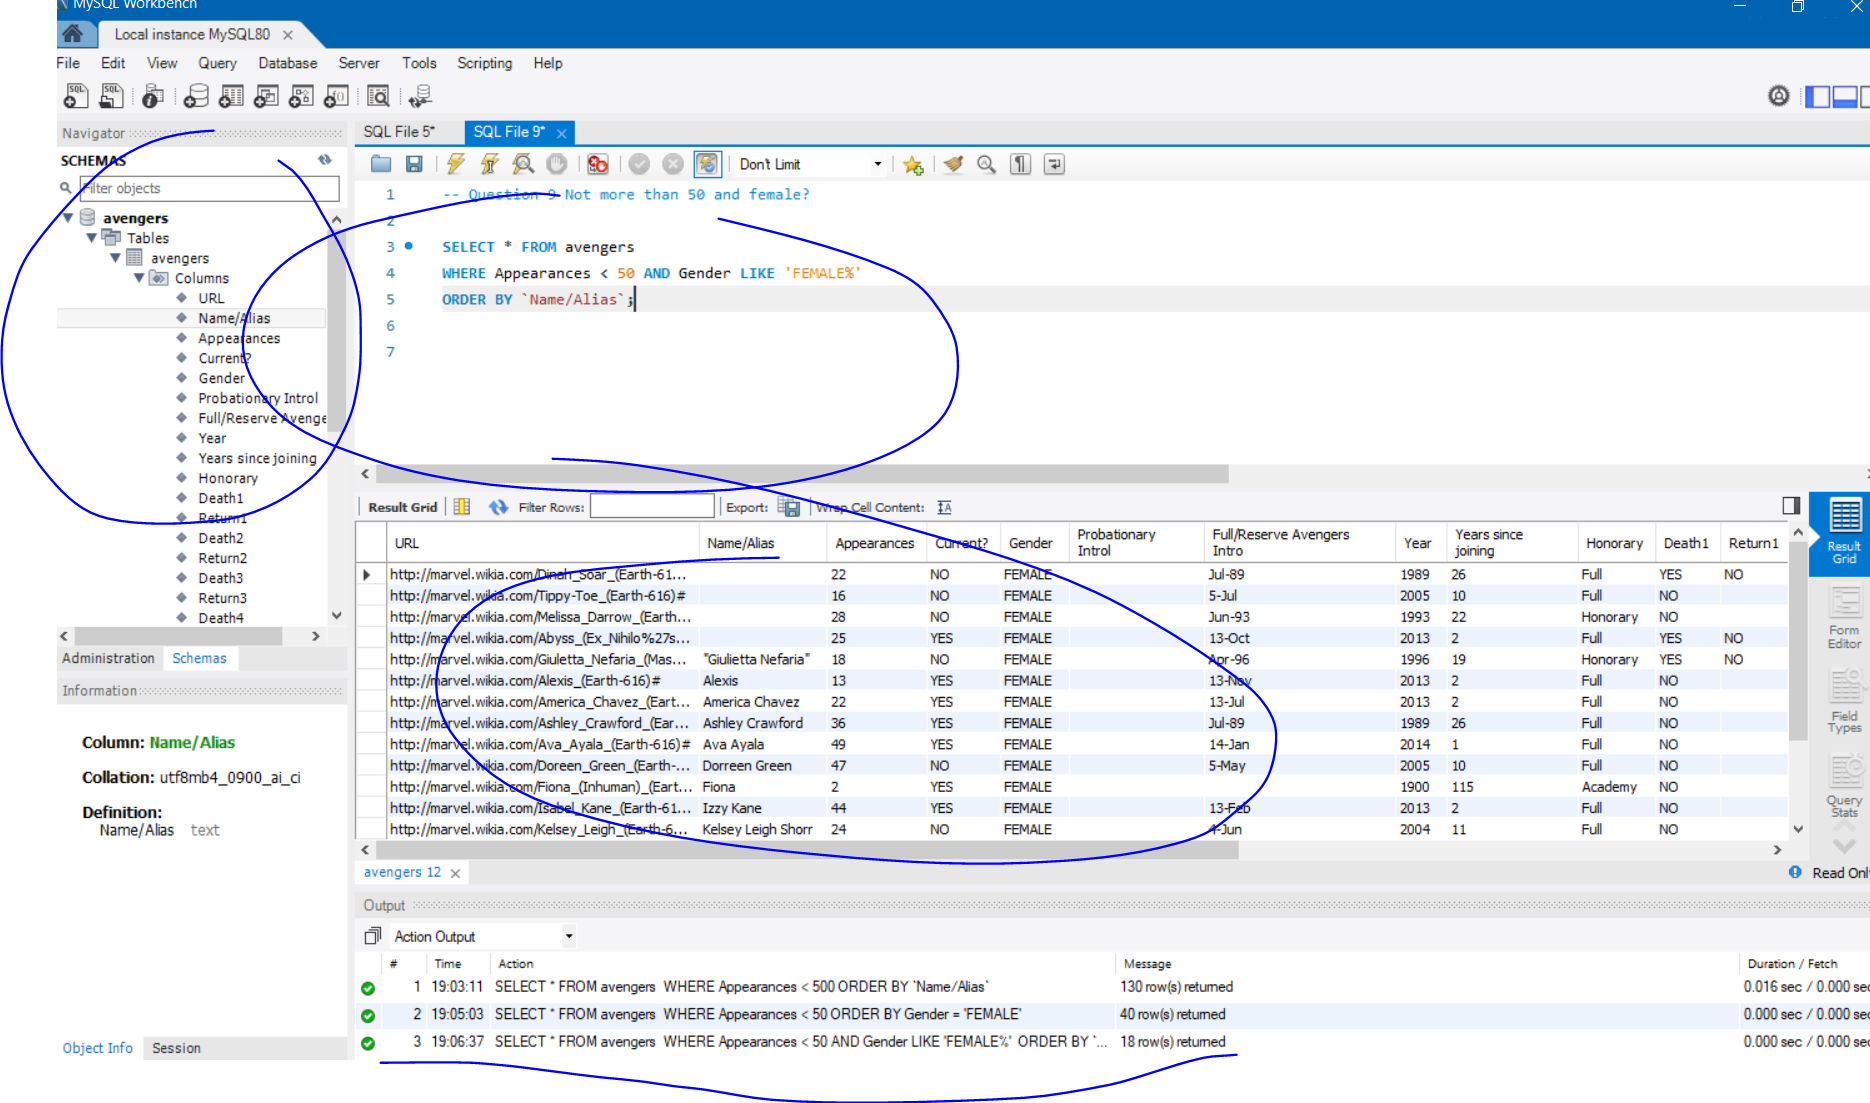 MySQL Workbench
Local instance MySQL80
File Edit View Query Database Server Tools Scripting Help
Navigator
SCHEMAS
Filter objects
avengers
Tables
avengers
Columns
URL
Name/Alias
Appearances
Current?
Gender
Probationary Introl
Full/Reserve Avenge
Year
Years since joining
Honorary
Death1
Return1
Death2
Return2
Death3
Return3
Death4
Administration Schemas
Information
Column: Name/Alias
Collation: utf8mb4_0900_ai_ci
Definition:
Name/Alias text
Object Info Session
SQL File 5* SQL File 9*
Don't Limit
1 -- Question 9 Not more than 50 and female?
2
3 SELECT * FROM avengers
4 WHERE Appearances < 50 AND Gender LIKE 'FEMALE%'
5 ORDER BY `Name/Alias`;
6
7
Result Grid Filter Rows: Export: Wrap Cell Content:
URL Name/Alias Appearances Current? Gender Probationary Introl Full/Reserve Avengers Intro Year Years since joining Honorary Death1 Return1
http://marvel.wikia.com/Dinah_Soar_(Earth-61... 22 NO FEMALE Jul-89 1989 26 Full YES NO
http://marvel.wikia.com/Tippy-Toe_(Earth-616)# 16 NO FEMALE 5-Jul 2005 10 Full NO
http://marvel.wikia.com/Melissa_Darrow_(Earth... 28 NO FEMALE Jun-93 1993 22 Honorary NO
http://marvel.wikia.com/Abyss_(Ex_Nihilo%27s... 25 YES FEMALE 13-Oct 2013 2 Full YES NO
http://marvel.wikia.com/Giuletta_Nefaria_(Mas... "Giulietta Nefaria" 18 NO FEMALE Apr-96 1996 19 Honorary YES NO
http://marvel.wikia.com/Alexis_(Earth-616)# Alexis 13 YES FEMALE 13-Nov 2013 2 Full NO
http://marvel.wikia.com/America_Chavez_(Eart... America Chavez 22 YES FEMALE 13-Jul 2013 2 Full NO
http://marvel.wikia.com/Ashley_Crawford_(Ear... Ashley Crawford 36 YES FEMALE Jul-89 1989 26 Full NO
http://marvel.wikia.com/Ava_Ayala_(Earth-616)# Ava Ayala 49 YES FEMALE 14-Jan 2014 1 Full NO
http://marvel.wikia.com/Doreen_Green_(Earth-... Dorreen Green 47 NO FEMALE 5-May 2005 10 Full NO
http://marvel.wikia.com/Fiona_(Inhuman)_(Eart... Fiona 2 YES FEMALE 1900 115 Academy NO
http://marvel.wikia.com/Isabel_Kane_(Earth-61... Izzy Kane 44 YES FEMALE 13-Feb 2013 2 Full NO
http://marvel.wikia.com/Kelsey_Leigh_(Earth-6... Kelsey Leigh Shorr 24 NO FEMALE 4-Jun 2004 11 Full NO
Result Grid
Form Editor
Field Types
Query Stats
avengers 12
Read Onl
Output
Action Output
# Time Action Message Duration / Fetch
1 19:03:11 SELECT * FROM avengers WHERE Appearances < 500 ORDER BY `Name/Alias` 130 row(s) returned 0.016 sec / 0.000 sec
2 19:05:03 SELECT * FROM avengers WHERE Appearances < 50 ORDER BY Gender = 'FEMALE' 40 row(s) returned 0.000 sec / 0.000 sec
3 19:06:37 SELECT * FROM avengers WHERE Appearances < 50 AND Gender LIKE 'FEMALE%' ORDER BY `... 18 row(s) returned 0.000 sec / 0.000 sec